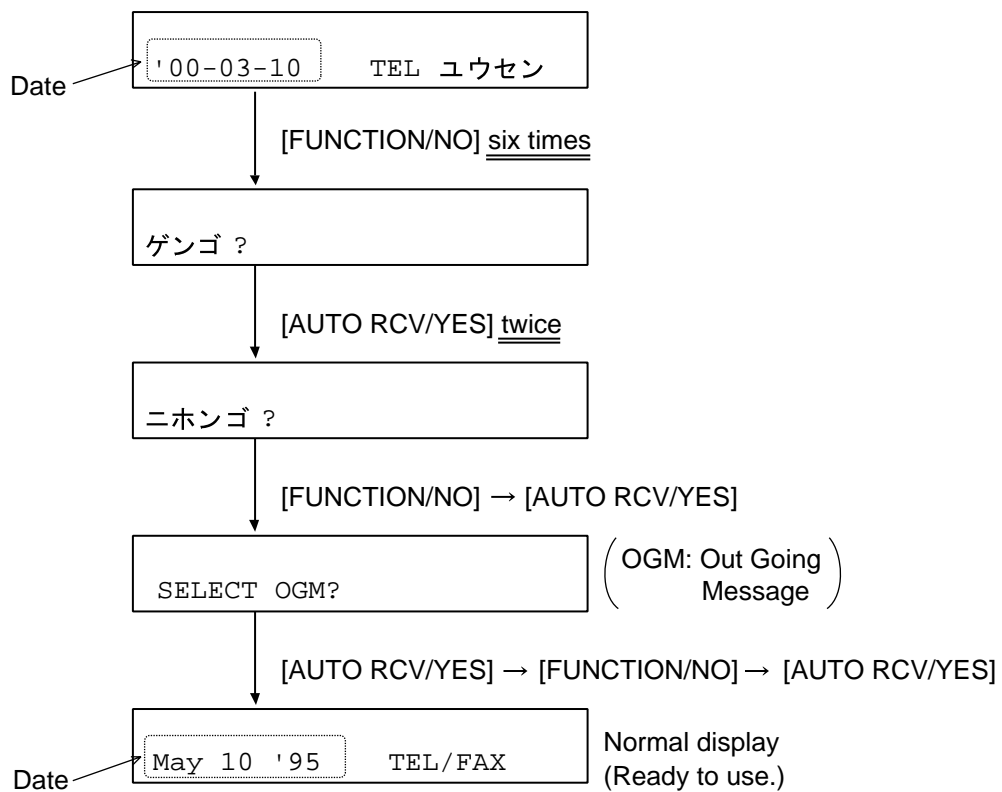 Date
'00-03-10 TEL ユウセン
[FUNCTION/NO] six times
ゲンゴ ?
[AUTO RCV/YES] twice
ニホンゴ ?
[FUNCTION/NO] → [AUTO RCV/YES]
SELECT OGM?
(OGM: Out Going
Message)
[AUTO RCV/YES] → [FUNCTION/NO] → [AUTO RCV/YES]
May 10 '95 TEL/FAX
Date
Normal display
(Ready to use.)